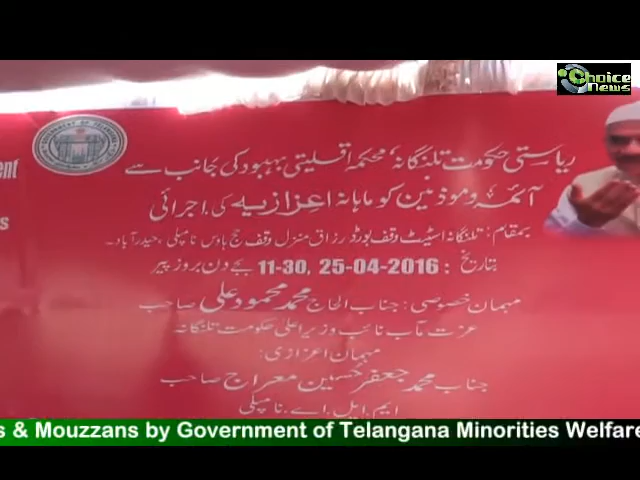 Choice News
ریاستی حکومت تلنگانہ محکمہ اقلیتی بہبود کی جانب سے
آئمہ و موذنین کو ماہانہ اعزازیہ کی اجرائی
بمقام: تلنگانہ اسٹیٹ وقف بورڈ رزاق منزل وقف حج ہاوس نامپلی، حیدرآباد۔
بتاریخ : 25-04-2016 ,11-30 بجے دن بروز پیر
مہمان خصوصی: جناب الحاج محمد محمود علی صاحب
عزت مآب نائب وزیر اعلی حکومت تلنگانہ
مہمان اعزازی:
جناب محمد جعفر حسین معراج صاحب
ایم۔ایل۔اے۔نامپلی
s & Mouzzans by Government of Telangana Minorities Welfare